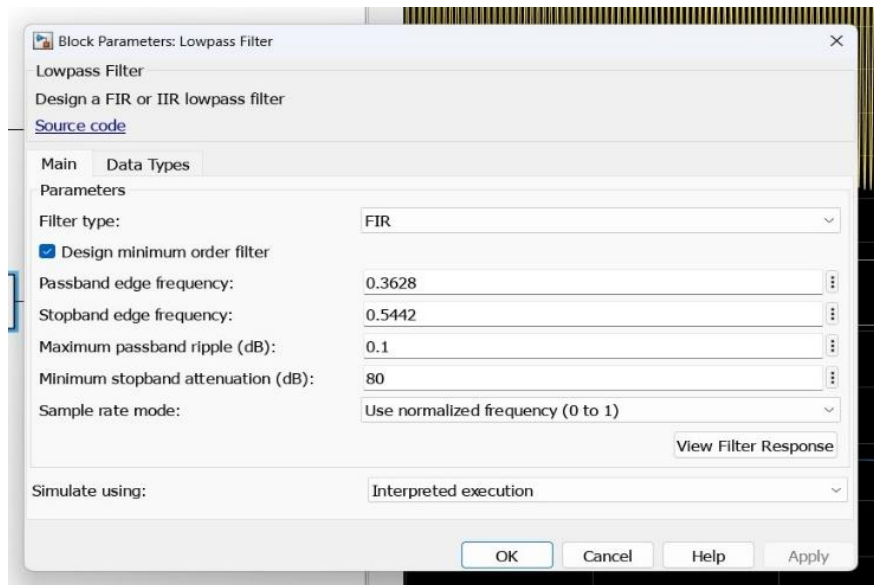 Block Parameters: Lowpass Filter
Lowpass Filter
Design a FIR or IIR lowpass filter
Source code
Main Data Types
Parameters
Filter type: FIR
Design minimum order filter
Passband edge frequency: 0.3628
Stopband edge frequency: 0.5442
Maximum passband ripple (dB): 0.1
Minimum stopband attenuation (dB): 80
Sample rate mode: Use normalized frequency (0 to 1)
View Filter Response
Simulate using: Interpreted execution
OK Cancel Help Apply